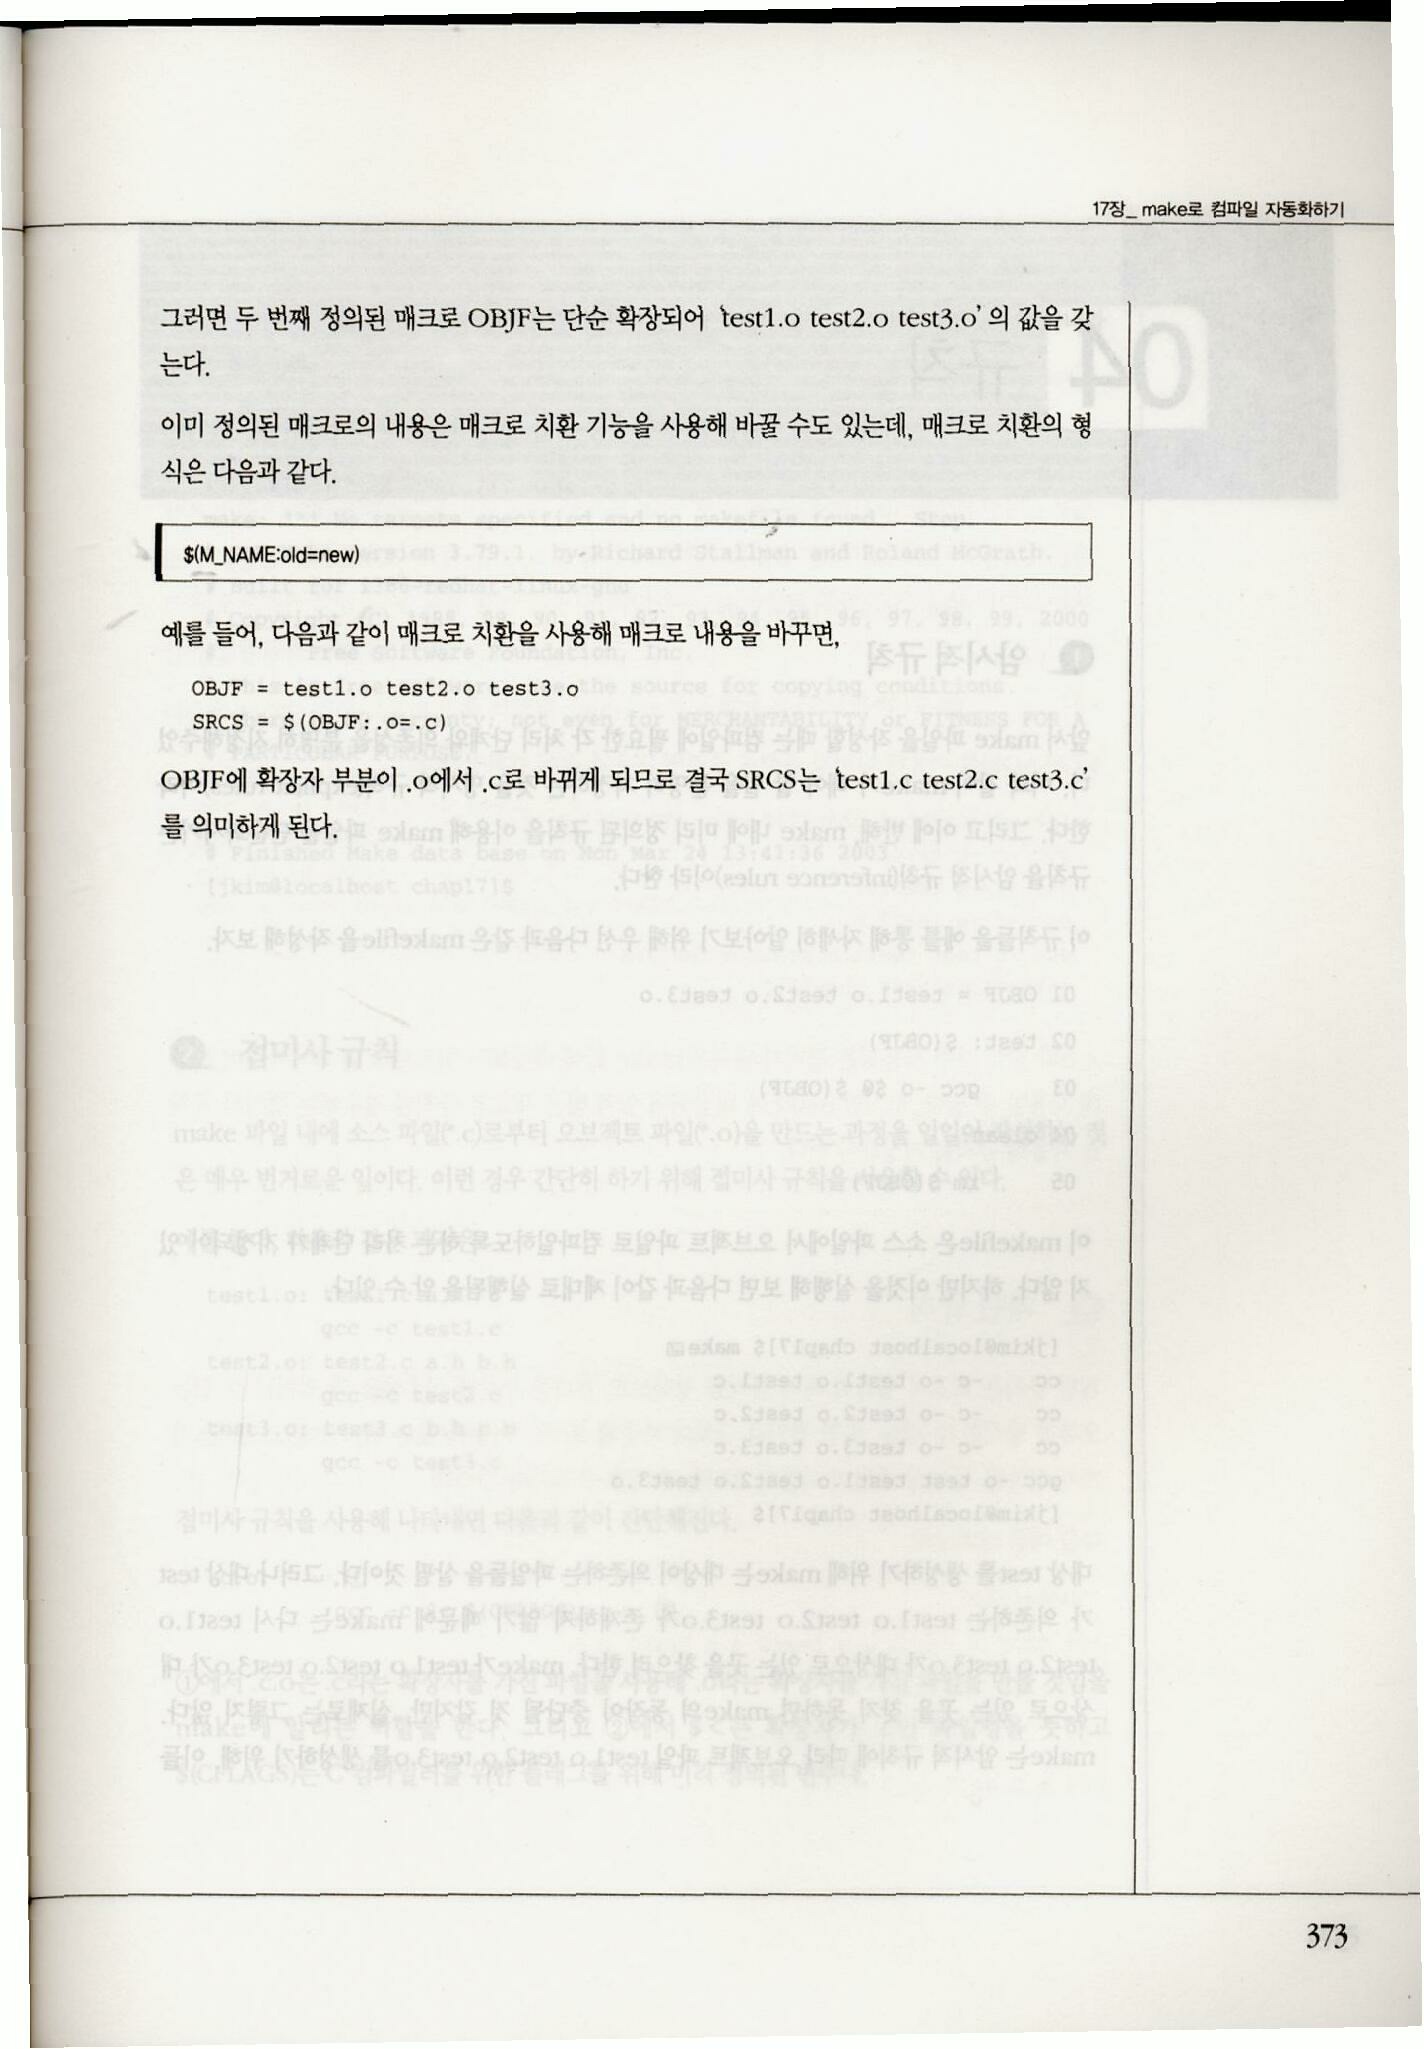 17장_ make로 컴파일 자동화하기
그러면 두 번째 정의된 매크로 OBJF는 단순 확장되어 'test1.o test2.o test3.o'의 값을 갖
는다.
이미 정의된 매크로의 내용은 매크로 치환 기능을 사용해 바꿀 수도 있는데, 매크로 치환의 형
식은 다음과 같다.
$(M_NAME:old=new)
예를 들어, 다음과 같이 매크로 치환을 사용해 매크로 내용을 바꾸면,
OBJF = test1.o test2.o test3.o
SRCS = $(OBJF:.o=.c)
OBJF에 확장자 부분이 .o에서 .c로 바뀌게 되므로 결국 SRCS는 'test1.c test2.c test3.c'
를 의미하게 된다.
373